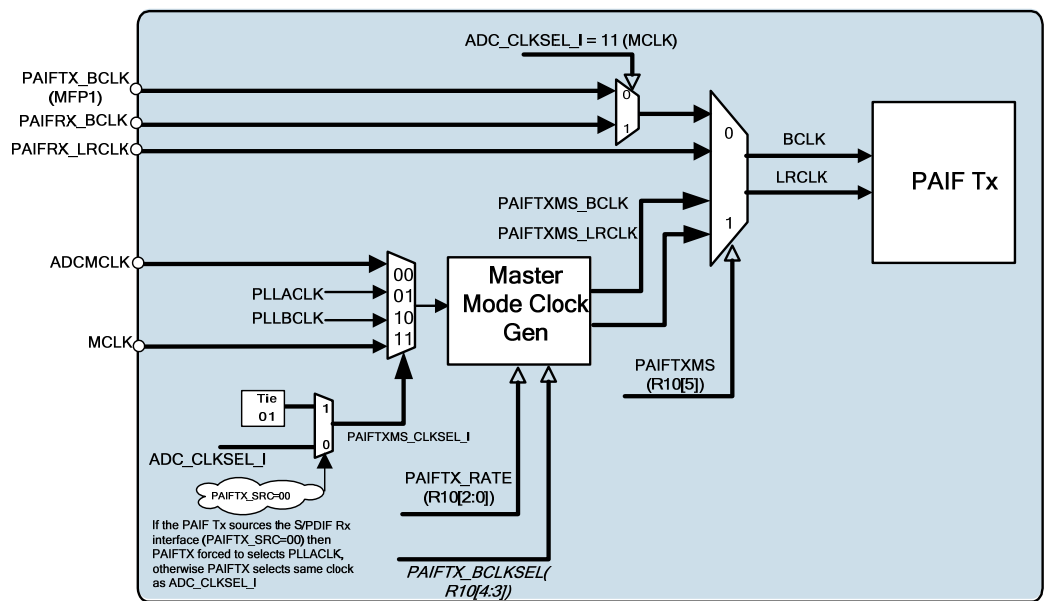 ADC_CLKSEL_I = 11 (MCLK)
PAIFTX_BCLK
(MFP1)
PAIFRX_BCLK
PAIFRX_LRCLK
0
1
0
1
BCLK
LRCLK
PAIF Tx
PAIFTXMS_BCLK
PAIFTXMS_LRCLK
ADCMCLK
PLLACLK
PLLBCLK
MCLK
00
01
10
11
Master
Mode Clock
Gen
PAIFTXMS
(R10[5])
Tie
01
1
0
PAIFTXMS_CLKSEL_I
ADC_CLKSEL_I
PAIFTX_SRC=00
PAIFTX_RATE
(R10[2:0])
PAIFTX_BCLKSEL(
R10[4:3])
If the PAIF Tx sources the S/PDIF Rx
interface (PAIFTX_SRC=00) then
PAIFTX forced to selects PLLACLK,
otherwise PAIFTX selects same clock
as ADC_CLKSEL_I